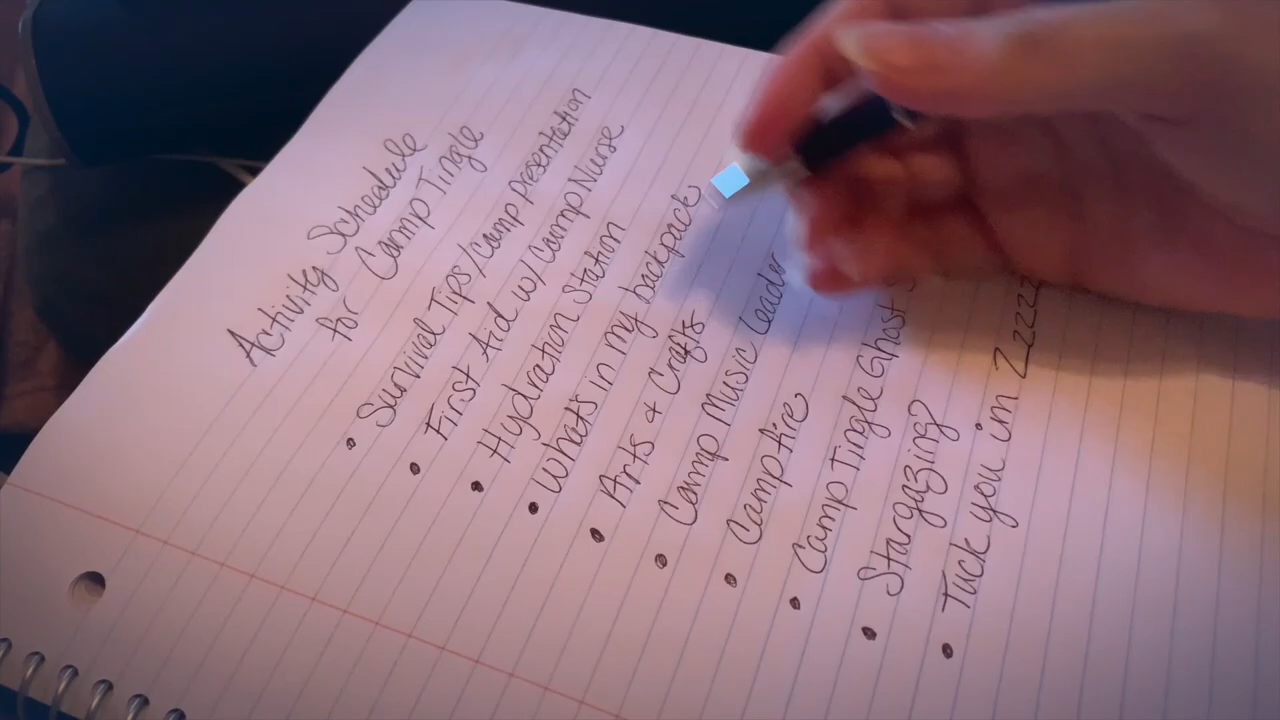 Activity Schedule
for Camp Tingle
• Survival Tips/Camp Presentation
• First Aid w/ Camp Nurse
• Hydration Station
• What's in my backpack
• Arts & Crafts
• Camp Music Leader
• Campfire
• Camp Tingle Ghost
• Stargazing?
• Tuck you in Zzzz